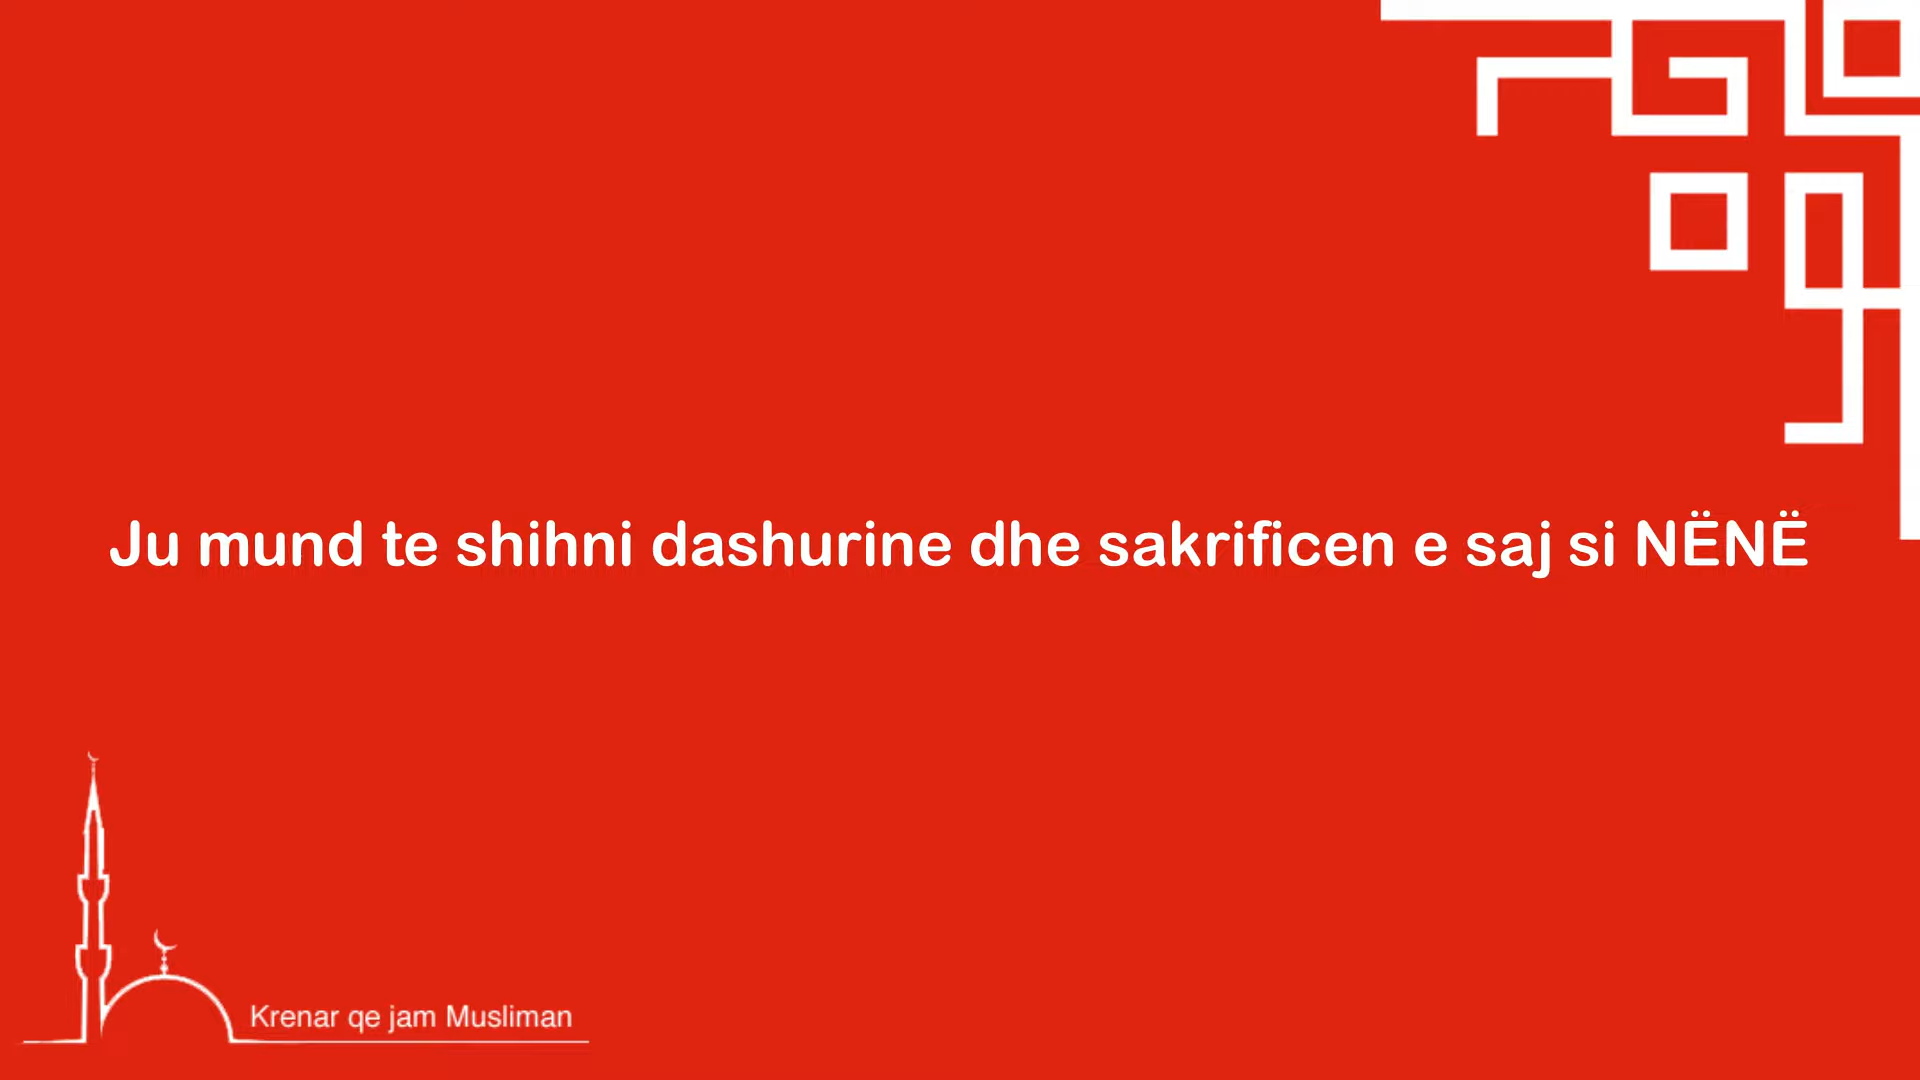 Ju mund te shihni dashurine dhe sakrificen e saj si NËNË
Krenar qe jam Musliman